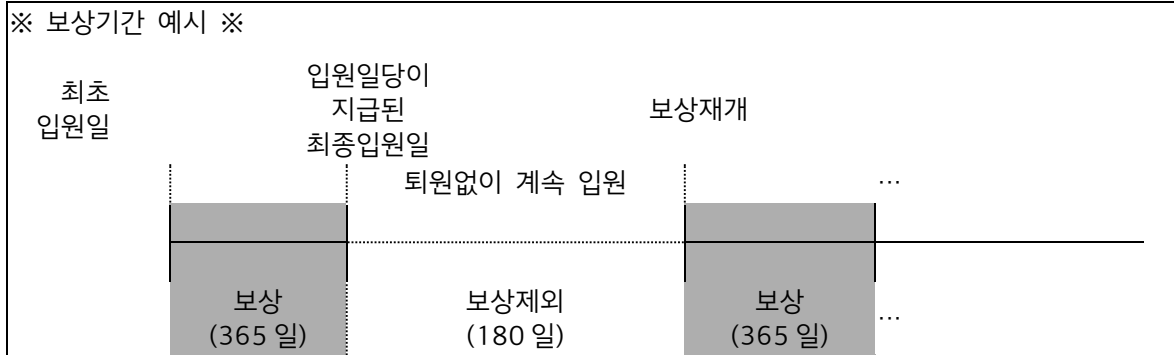 ※ 보상기간 예시 ※
최초
입원일
입원일당이
지급된
최종입원일
보상재개
퇴원없이 계속 입원
…
보상
(365 일)
보상제외
(180 일)
보상
(365 일)
…